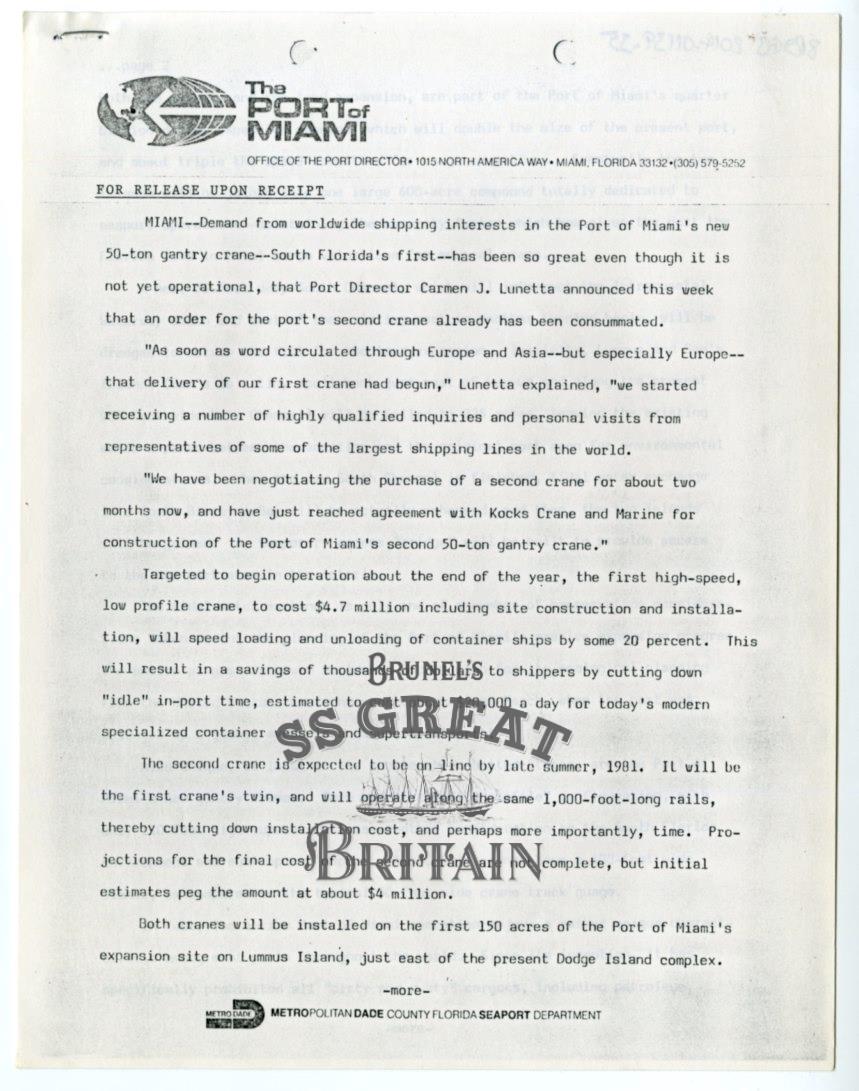 The
PORT of
MIAMI
OFFICE OF THE PORT DIRECTOR • 1015 NORTH AMERICA WAY • MIAMI, FLORIDA 33132 • (305) 579-5252
FOR RELEASE UPON RECEIPT
MIAMI--Demand from worldwide shipping interests in the Port of Miami's new
50-ton gantry crane--South Florida's first--has been so great even though it is
not yet operational, that Port Director Carmen J. Lunetta announced this week
that an order for the port's second crane already has been consummated.
"As soon as word circulated through Europe and Asia--but especially Europe--
that delivery of our first crane had begun," Lunetta explained, "we started
receiving a number of highly qualified inquiries and personal visits from
representatives of some of the largest shipping lines in the world.
"We have been negotiating the purchase of a second crane for about two
months now, and have just reached agreement with Kocks Crane and Marine for
construction of the Port of Miami's second 50-ton gantry crane."
Targeted to begin operation about the end of the year, the first high-speed,
low profile crane, to cost $4.7 million including site construction and installa-
tion, will speed loading and unloading of container ships by some 20 percent. This
will result in a savings of thousands of dollars to shippers by cutting down
"idle" in-port time, estimated to cost about $20,000 a day for today's modern
specialized container vessels and supertransports.
The second crane is expected to be on line by late summer, 1981. It will be
the first crane's twin, and will operate along the same 1,000-foot-long rails,
thereby cutting down installation cost, and perhaps more importantly, time. Pro-
jections for the final cost of the second crane are not complete, but initial
estimates peg the amount at about $4 million.
Both cranes will be installed on the first 150 acres of the Port of Miami's
expansion site on Lummus Island, just east of the present Dodge Island complex.
-more-
METRO DADE METROPOLITAN DADE COUNTY FLORIDA SEAPORT DEPARTMENT
BRUNEL'S
SS GREAT
BRITAIN